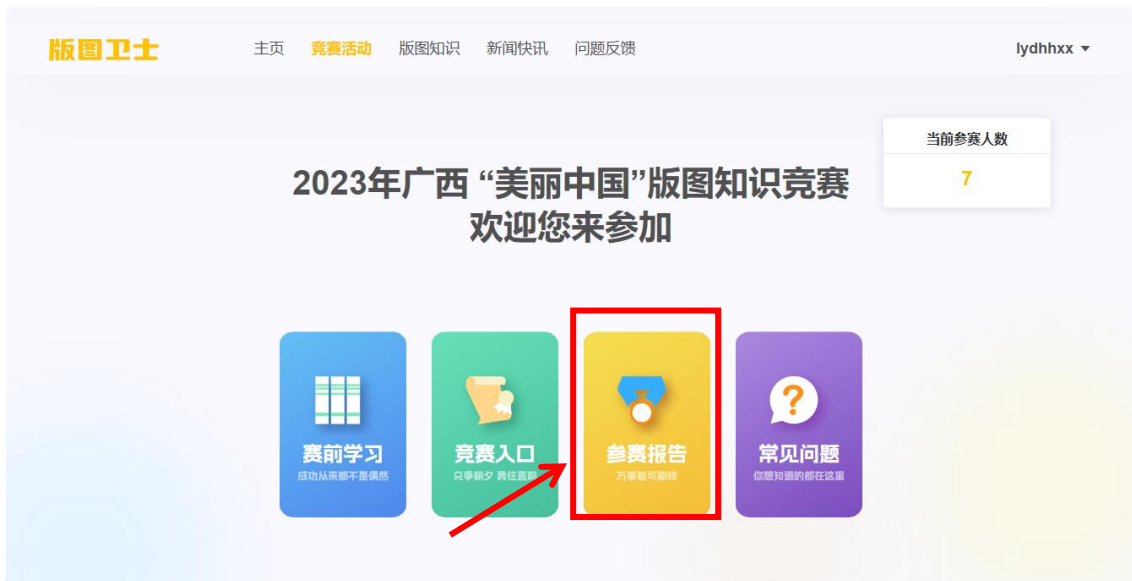 版图卫士
主页 竞赛活动 版图知识 新闻快讯 问题反馈
lydhhxx
当前参赛人数
7
2023年广西 “美丽中国”版图知识竞赛
欢迎您来参加
赛前学习
成功从来都不是偶然
竞赛入口
只争朝夕 勇往直前
参赛报告
万事皆可期待
常见问题
你想知道的都在这里